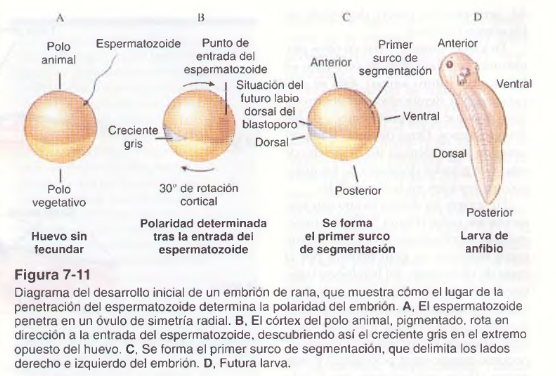 A
B
C
D
Polo
animal
Espermatozoide
Punto de
entrada del
espermatozoide
Primer
surco de
segmentación
Anterior
Anterior
Situación del
futuro labio
dorsal del
blastoporo
Ventral
Ventral
Creciente
gris
Dorsal
Dorsal
Polo
vegetativo
30° de rotación
cortical
Posterior
Posterior
Huevo sin
fecundar
Polaridad determinada
tras la entrada del
espermatozoide
Se forma
el primer surco
de segmentación
Larva de
anfibio
Figura 7-11
Diagrama del desarrollo inicial de un embrión de rana, que muestra cómo el lugar de la
penetración del espermatozoide determina la polaridad del embrión. A, El espermatozoide
penetra en un óvulo de simetría radial. B, El córtex del polo animal, pigmentado, rota en
dirección a la entrada del espermatozoide, descubriendo así el creciente gris en el extremo
opuesto del huevo. C, Se forma el primer surco de segmentación, que delimita los lados
derecho e izquierdo del embrión. D, Futura larva.